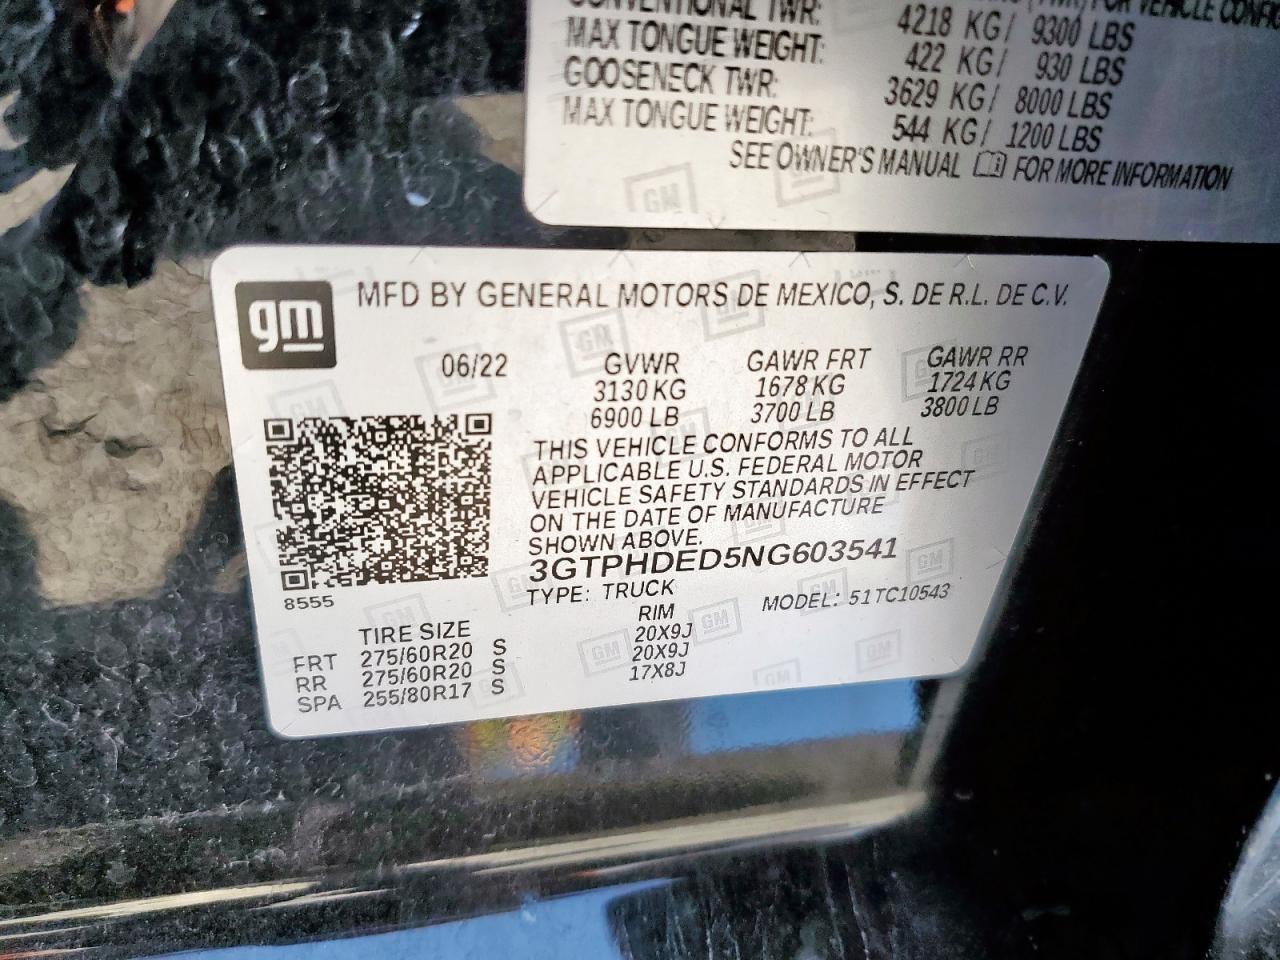 CONVENTIONAL TWR: 4218 KG/ 9300 LBS
MAX TONGUE WEIGHT: 422 KG/ 930 LBS
GOOSENECK TWR: 3629 KG/ 8000 LBS
MAX TONGUE WEIGHT: 544 KG/ 1200 LBS
SEE OWNER'S MANUAL FOR MORE INFORMATION
gm MFD BY GENERAL MOTORS DE MEXICO, S. DE R.L. DE C.V.
06/22 GVWR GAWR FRT GAWR RR
3130 KG 1678 KG 1724 KG
6900 LB 3700 LB 3800 LB
THIS VEHICLE CONFORMS TO ALL
APPLICABLE U.S. FEDERAL MOTOR
VEHICLE SAFETY STANDARDS IN EFFECT
ON THE DATE OF MANUFACTURE
SHOWN ABOVE.
3GTPHDED5NG603541
8555
TYPE: TRUCK MODEL: 51TC10543
TIRE SIZE RIM
FRT 275/60R20 S 20X9J
RR 275/60R20 S 20X9J
SPA 255/80R17 S 17X8J